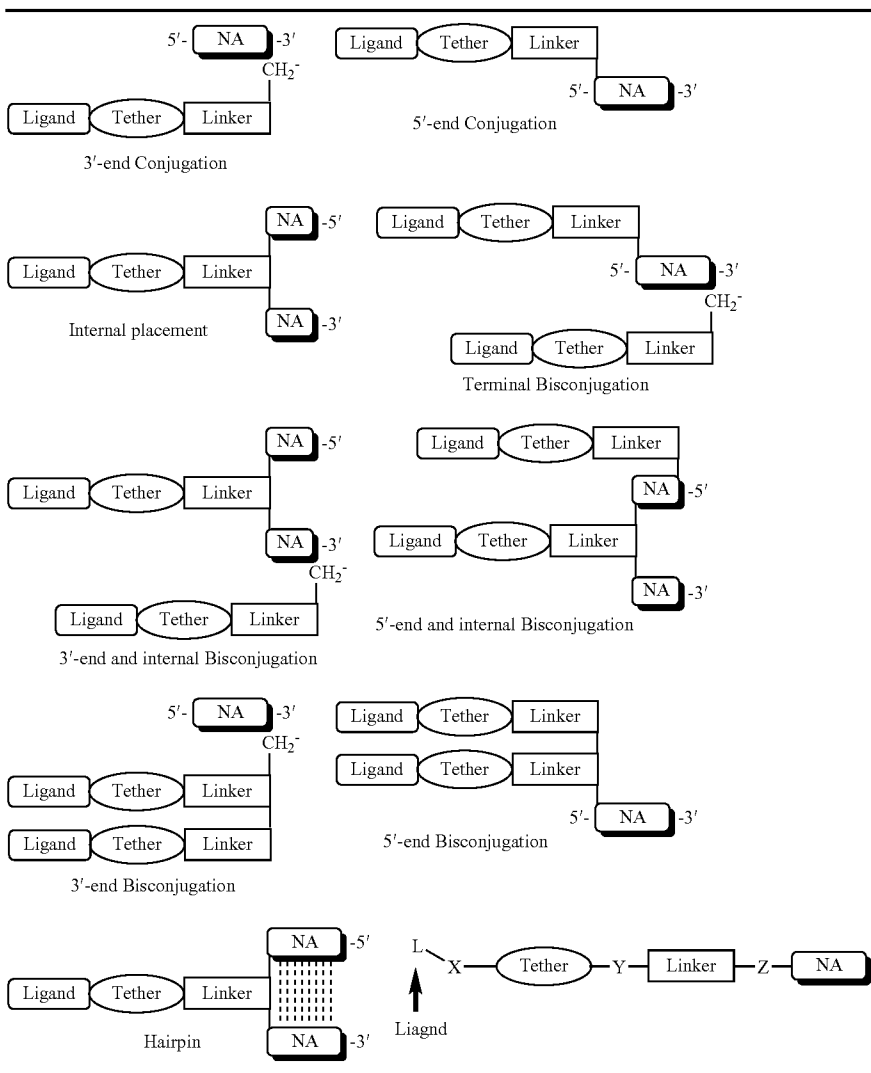 5′- NA -3′
CH₂⁻
Ligand Tether Linker
3′-end Conjugation
Ligand Tether Linker
5′- NA -3′
5′-end Conjugation
NA -5′
Ligand Tether Linker
NA -3′
Internal placement
Ligand Tether Linker
5′- NA -3′
CH₂⁻
Ligand Tether Linker
Terminal Bisconjugation
NA -5′
Ligand Tether Linker
NA -3′
CH₂⁻
Ligand Tether Linker
3′-end and internal Bisconjugation
Ligand Tether Linker
NA -5′
Ligand Tether Linker
NA -3′
5′-end and internal Bisconjugation
5′- NA -3′
CH₂⁻
Ligand Tether Linker
Ligand Tether Linker
3′-end Bisconjugation
Ligand Tether Linker
Ligand Tether Linker
5′- NA -3′
5′-end Bisconjugation
NA -5′
Ligand Tether Linker
NA -3′
Hairpin
L
X Tether Y Linker Z NA
Liagnd